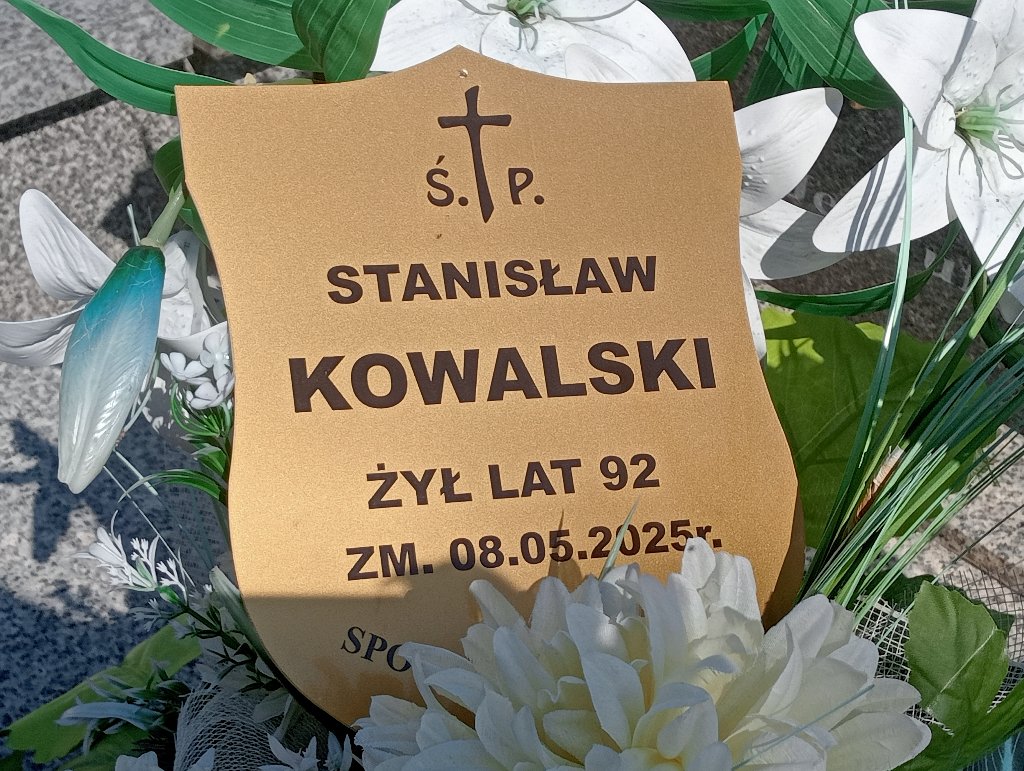 Ś. P.
STANISŁAW
KOWALSKI
ŻYŁ LAT 92
ZM. 08.05.2025r.